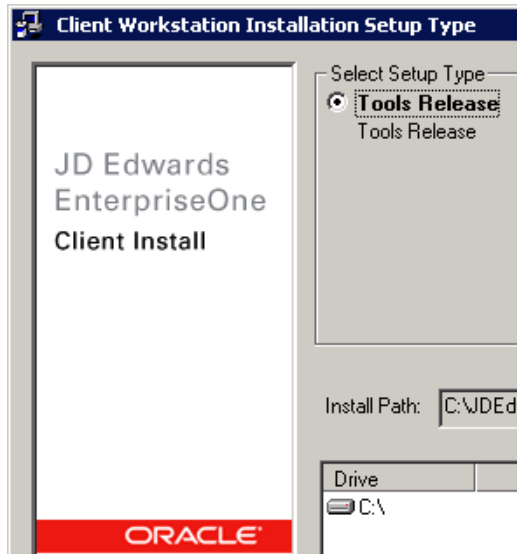 Client Workstation Installation Setup Type
JD Edwards
EnterpriseOne
Client Install
ORACLE
Select Setup Type
Tools Release
Tools Release
Install Path: C:\JDEd
Drive
C:\